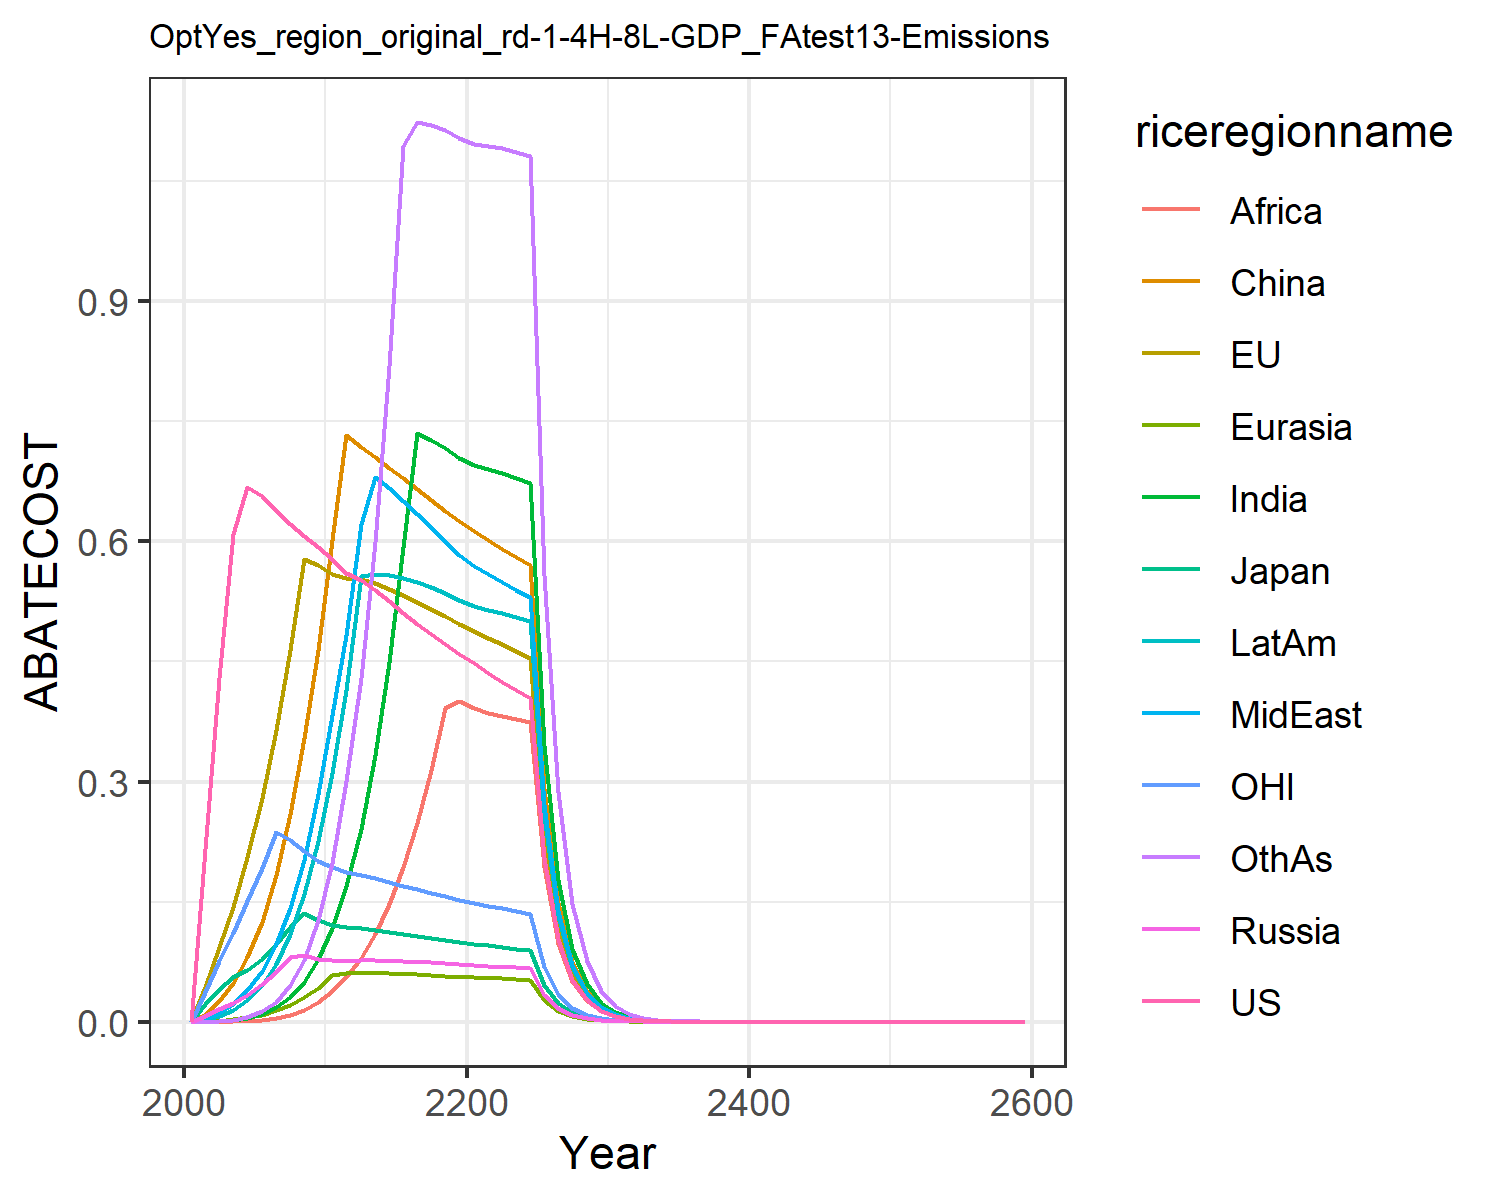 OptYes_region_original_rd-1-4H-8L-GDP_FAtest13-Emissions
ABATECOST
0.9
0.6
0.3
0.0
2000
2200
2400
2600
Year
riceregionname
Africa
China
EU
Eurasia
India
Japan
LatAm
MidEast
OHI
OthAs
Russia
US